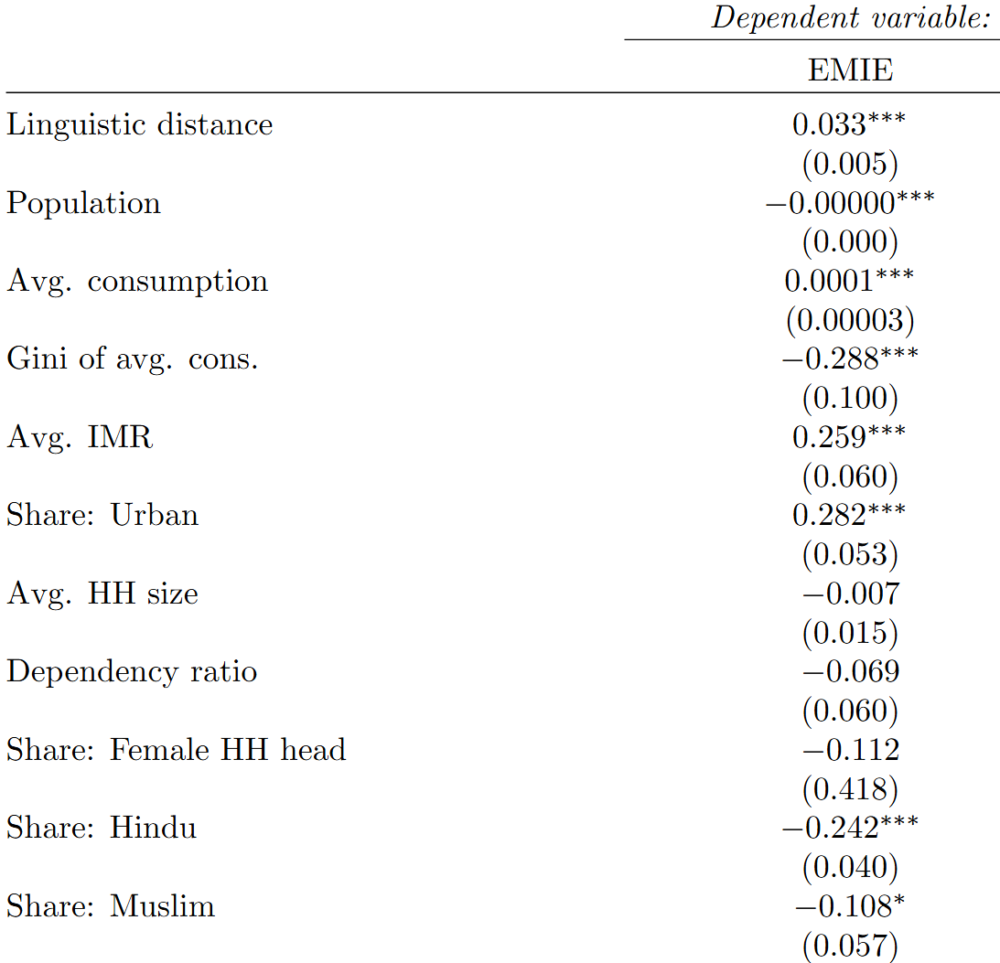 Dependent variable:
EMIE
Linguistic distance 0.033***
(0.005)
Population −0.00000***
(0.000)
Avg. consumption 0.0001***
(0.00003)
Gini of avg. cons. −0.288***
(0.100)
Avg. IMR 0.259***
(0.060)
Share: Urban 0.282***
(0.053)
Avg. HH size −0.007
(0.015)
Dependency ratio −0.069
(0.060)
Share: Female HH head −0.112
(0.418)
Share: Hindu −0.242***
(0.040)
Share: Muslim −0.108*
(0.057)